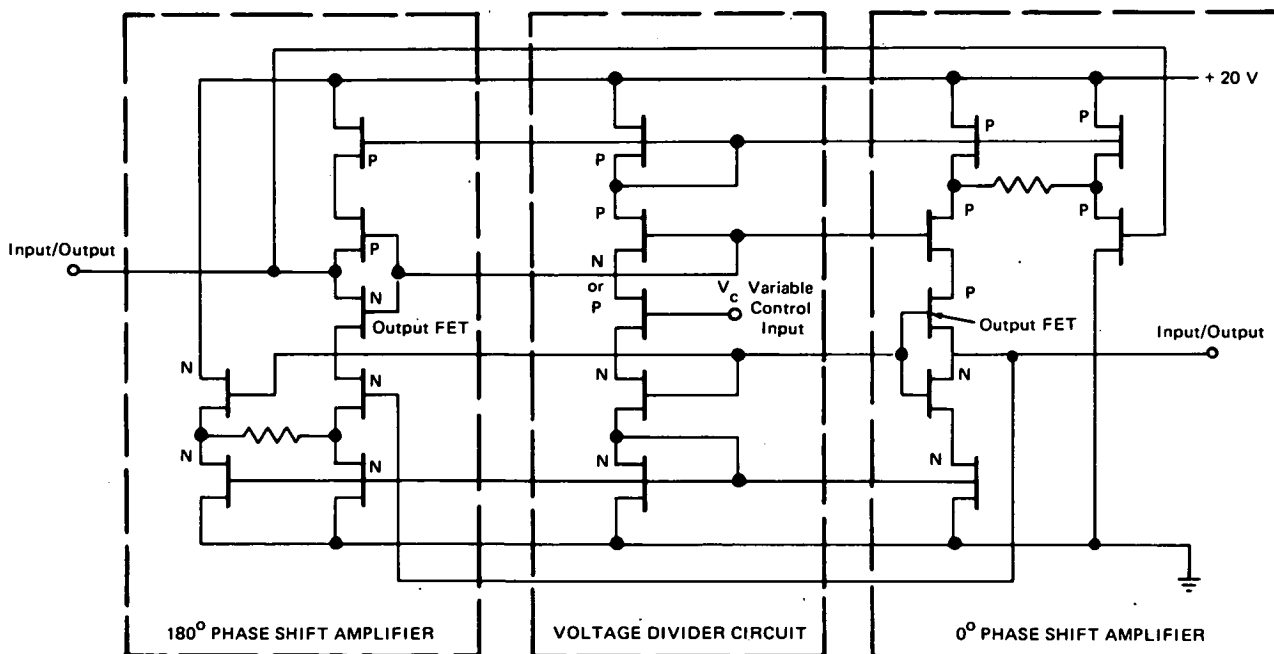 + 20 V
P
P
P
P
P
P
P
P
Input/Output
N
N
or
P
V
c
Variable
Control
Input
Output FET
P
Output FET
Input/Output
N
N
N
N
N
N
N
N
180° PHASE SHIFT AMPLIFIER
VOLTAGE DIVIDER CIRCUIT
0° PHASE SHIFT AMPLIFIER